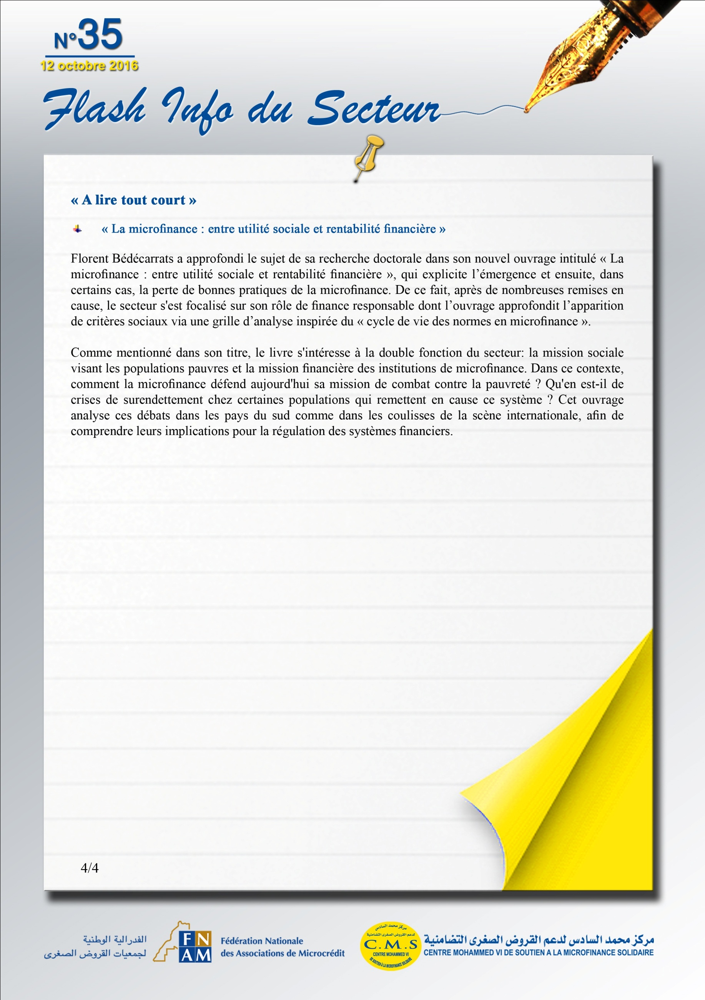 N°35
12 octobre 2016
Flash Info du Secteur
« A lire tout court »
« La microfinance : entre utilité sociale et rentabilité financière »
Florent Bédécarrats a approfondi le sujet de sa recherche doctorale dans son nouvel ouvrage intitulé « La
microfinance : entre utilité sociale et rentabilité financière », qui explicite l’émergence et ensuite, dans
certains cas, la perte de bonnes pratiques de la microfinance. De ce fait, après de nombreuses remises en
cause, le secteur s'est focalisé sur son rôle de finance responsable dont l’ouvrage approfondit l’apparition
de critères sociaux via une grille d’analyse inspirée du « cycle de vie des normes en microfinance ».
Comme mentionné dans son titre, le livre s'intéresse à la double fonction du secteur: la mission sociale
visant les populations pauvres et la mission financière des institutions de microfinance. Dans ce contexte,
comment la microfinance défend aujourd'hui sa mission de combat contre la pauvreté ? Qu'en est-il de
crises de surendettement chez certaines populations qui remettent en cause ce système ? Cet ouvrage
analyse ces débats dans les pays du sud comme dans les coulisses de la scène internationale, afin de
comprendre leurs implications pour la régulation des systèmes financiers.
4/4
الفدرالية الوطنية
لجمعيات القروض الصغرى
FN
AM
Fédération Nationale
des Associations de Microcrédit
مركز محمد السادس
لدعم القروض الصغرى التضامنية
C.M.S
CENTRE MOHAMMED VI
DE SOUTIEN À LA MICROFINANCE SOLIDAIRE
مركز محمد السادس لدعم القروض الصغرى التضامنية
CENTRE MOHAMMED VI DE SOUTIEN A LA MICROFINANCE SOLIDAIRE